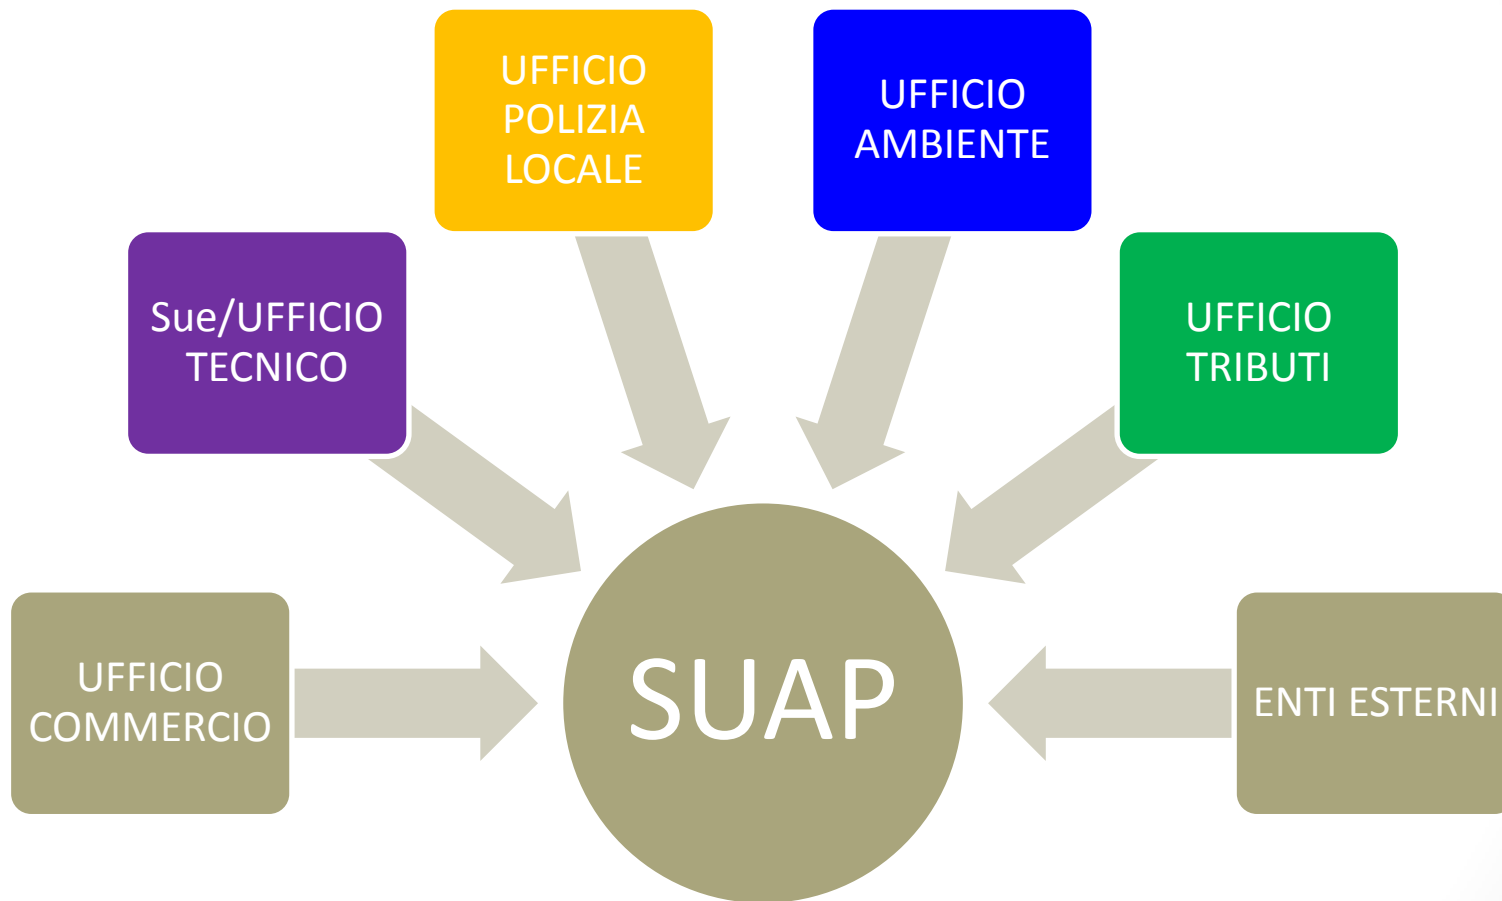 UFFICIO
POLIZIA
LOCALE
UFFICIO
AMBIENTE
Sue/UFFICIO
TECNICO
UFFICIO
TRIBUTI
UFFICIO
COMMERCIO
SUAP
ENTI ESTERNI